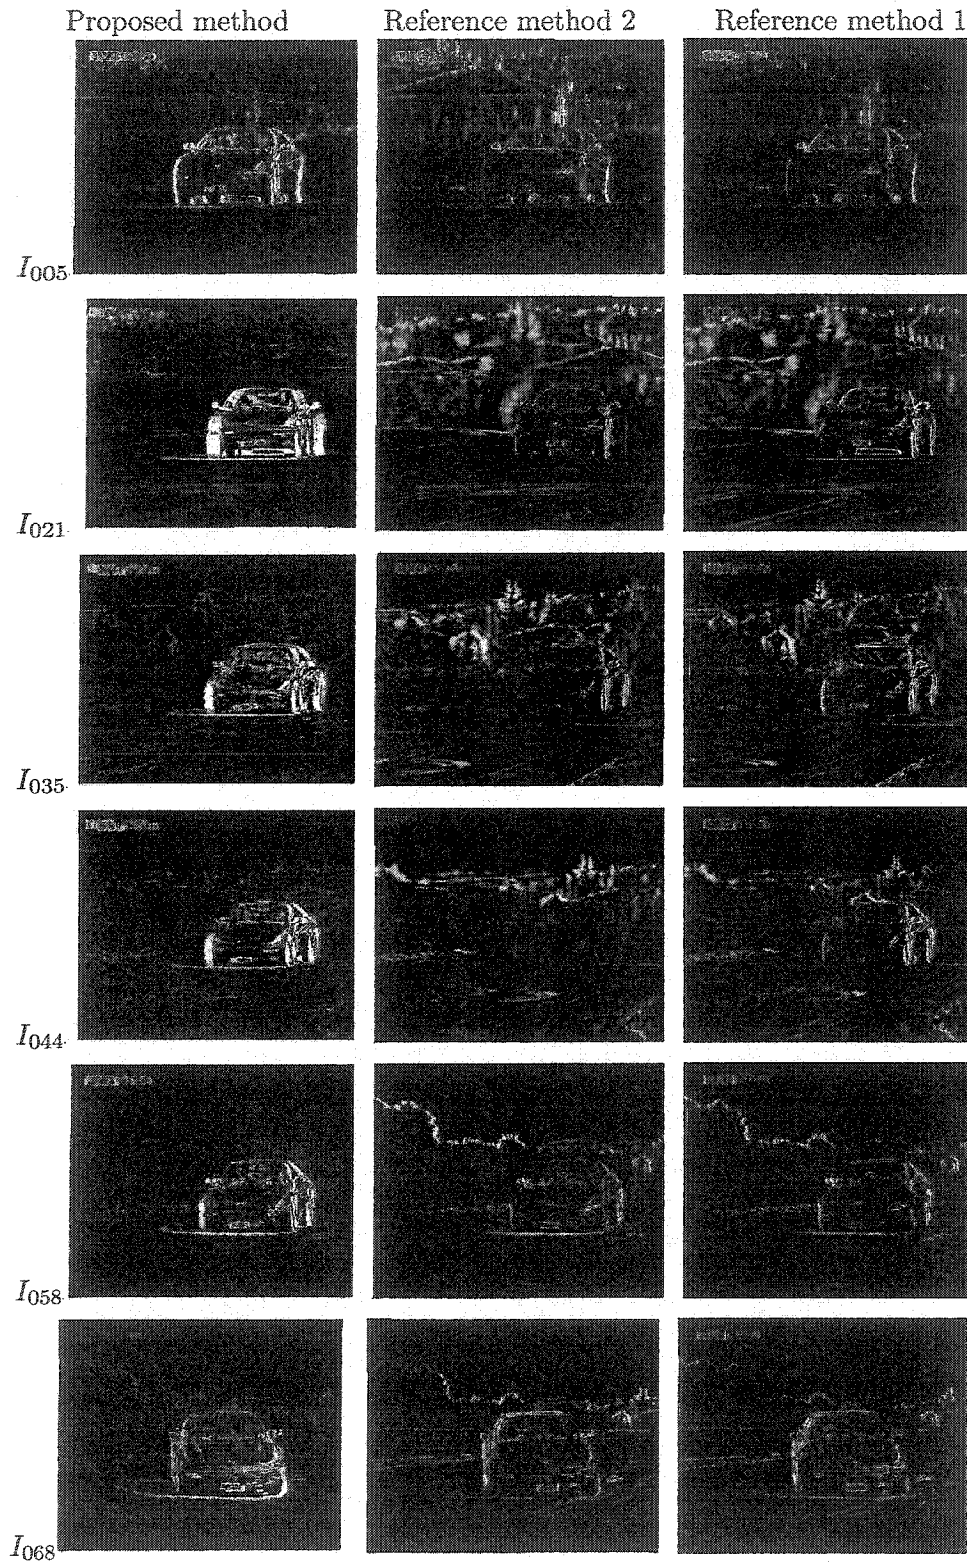 Proposed method Reference method 2 Reference method 1
I005
I021
I035
I044
I058
I068